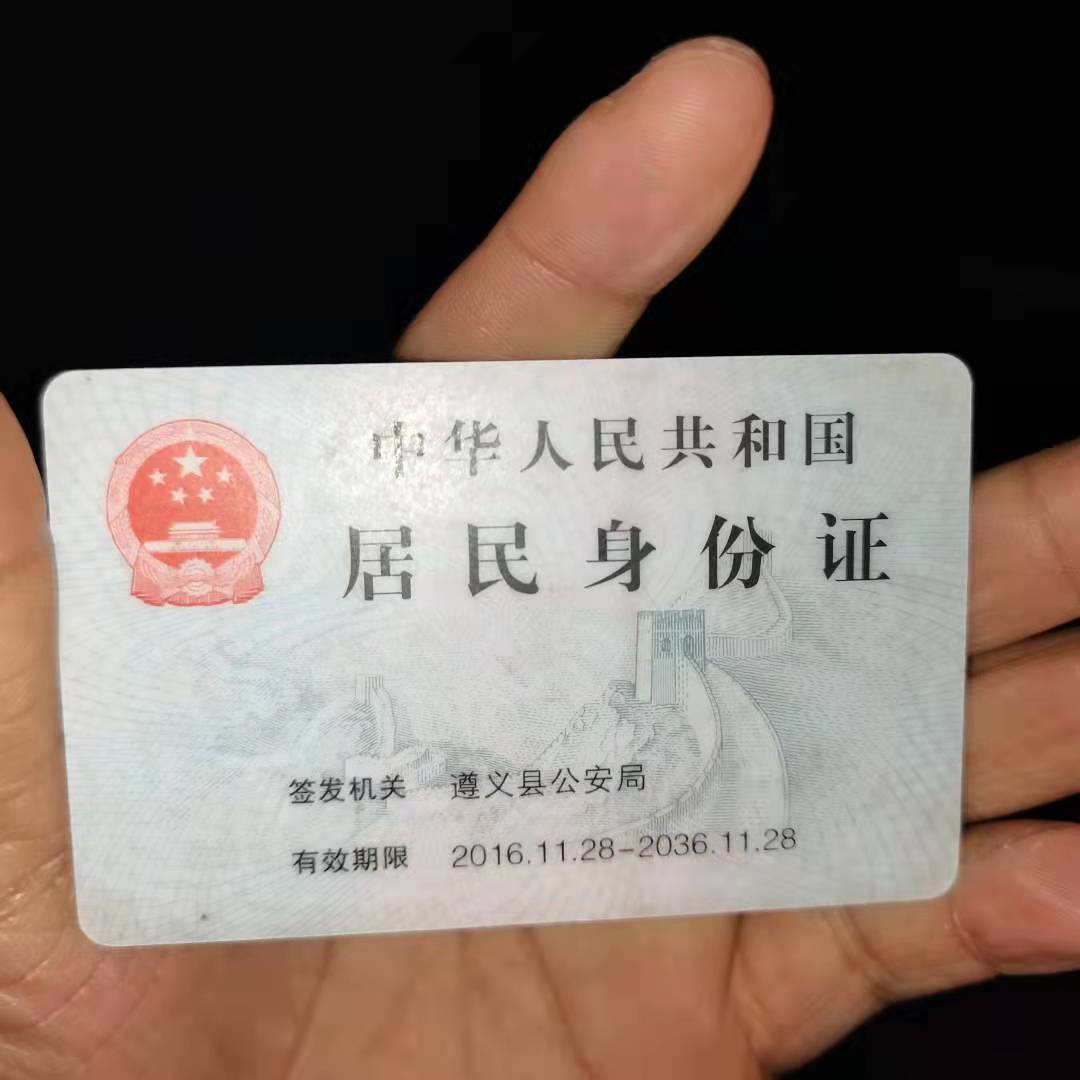 中华人民共和国
居民身份证
签发机关 遵义县公安局
有效期限 2016.11.28-2036.11.28